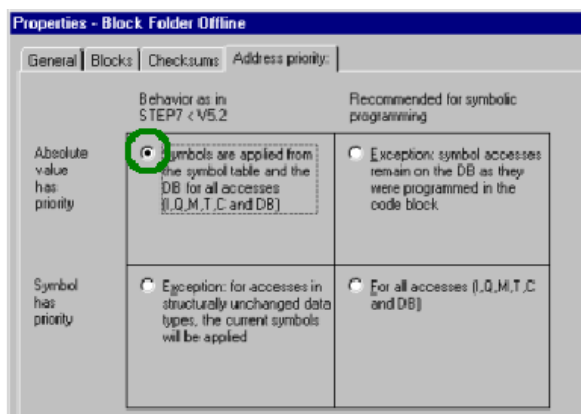 Properties - Block Folder Offline
General
Blocks
Checksums
Address priority:
Behavior as in
STEP7 < V5.2
Recommended for symbolic
programming
Absolute
value
has
priority
Symbols are applied from
the symbol table and the
DB for all accesses
(I,Q,M,T,C and DB)
Exception: symbol accesses
remain on the DB as they
were programmed in the
code block
Symbol
has
priority
Exception: for accesses in
structurally unchanged data
types, the current symbols
will be applied
For all accesses (I,Q,M,T,C
and DB)